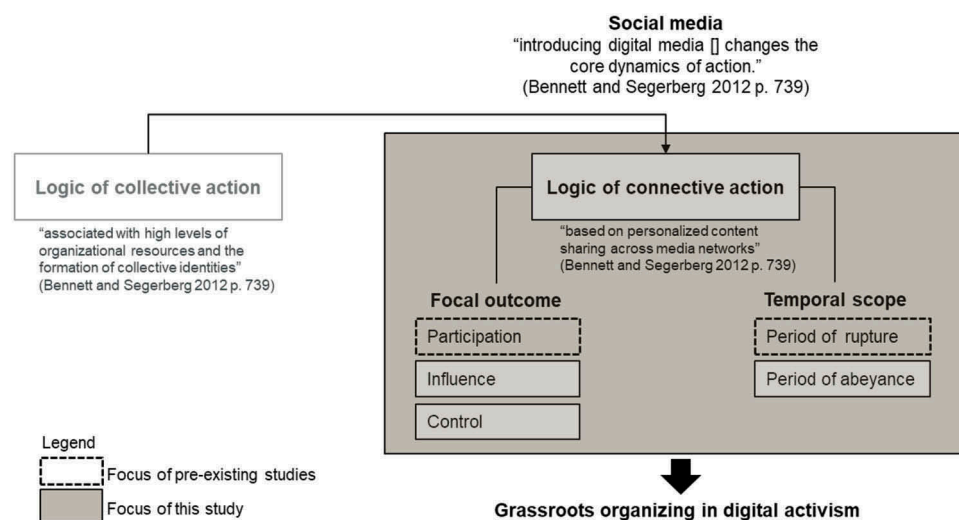 Social media
“introducing digital media [] changes the
core dynamics of action.”
(Bennett and Segerberg 2012 p. 739)
Logic of collective action
“associated with high levels of
organizational resources and the
formation of collective identities”
(Bennett and Segerberg 2012 p. 739)
Logic of connective action
“based on personalized content
sharing across media networks”
(Bennett and Segerberg 2012 p. 739)
Focal outcome
Participation
Influence
Control
Temporal scope
Period of rupture
Period of abeyance
Legend
Focus of pre-existing studies
Focus of this study
Grassroots organizing in digital activism